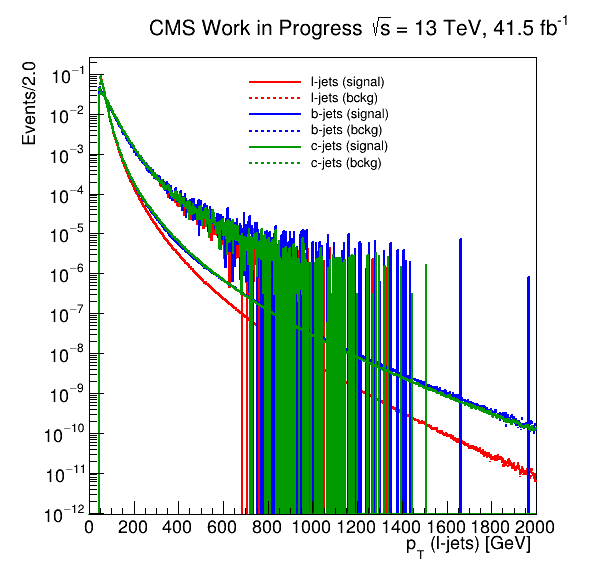 CMS Work in Progress √s = 13 TeV, 41.5 fb⁻¹
Events/2.0
l-jets (signal)
l-jets (bckg)
b-jets (signal)
b-jets (bckg)
c-jets (signal)
c-jets (bckg)
10⁻¹
10⁻²
10⁻³
10⁻⁴
10⁻⁵
10⁻⁶
10⁻⁷
10⁻⁸
10⁻⁹
10⁻¹⁰
10⁻¹¹
10⁻¹²
0 200 400 600 800 1000 1200 1400 1600 1800 2000
p_T (l-jets) [GeV]